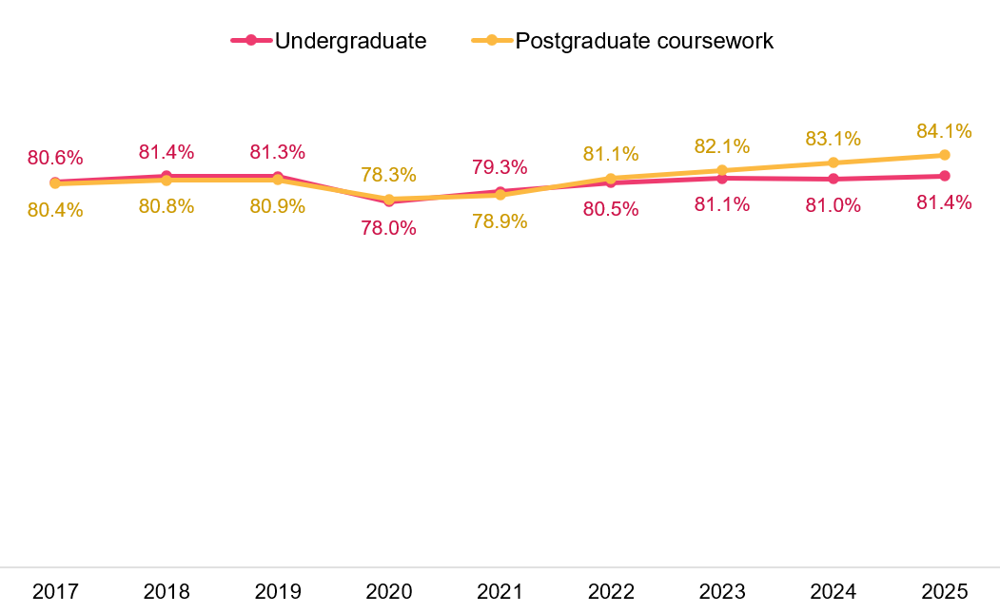 Undergraduate Postgraduate coursework
80.6% 81.4% 81.3% 78.3% 79.3% 81.1% 82.1% 83.1% 84.1%
80.4% 80.8% 80.9% 78.0% 78.9% 80.5% 81.1% 81.0% 81.4%
2017 2018 2019 2020 2021 2022 2023 2024 2025